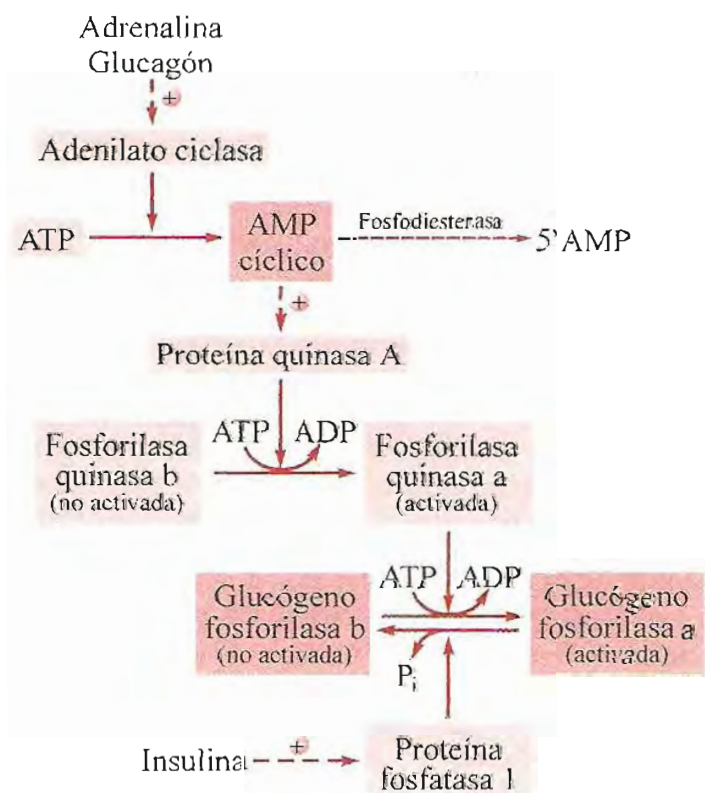 Adrenalina
Glucagón
+
Adenilato ciclasa
ATP
AMP
cíclico
Fosfodiesterasa
5' AMP
+
Proteína quinasa A
Fosforilasa
quinasa b
(no activada)
ATP
ADP
Fosforilasa
quinasa a
(activada)
Glucógeno
fosforilasa b
(no activada)
ATP
ADP
Pi
Glucógeno
fosforilasa a
(activada)
Insulina
+
Proteína
fosfatasa 1